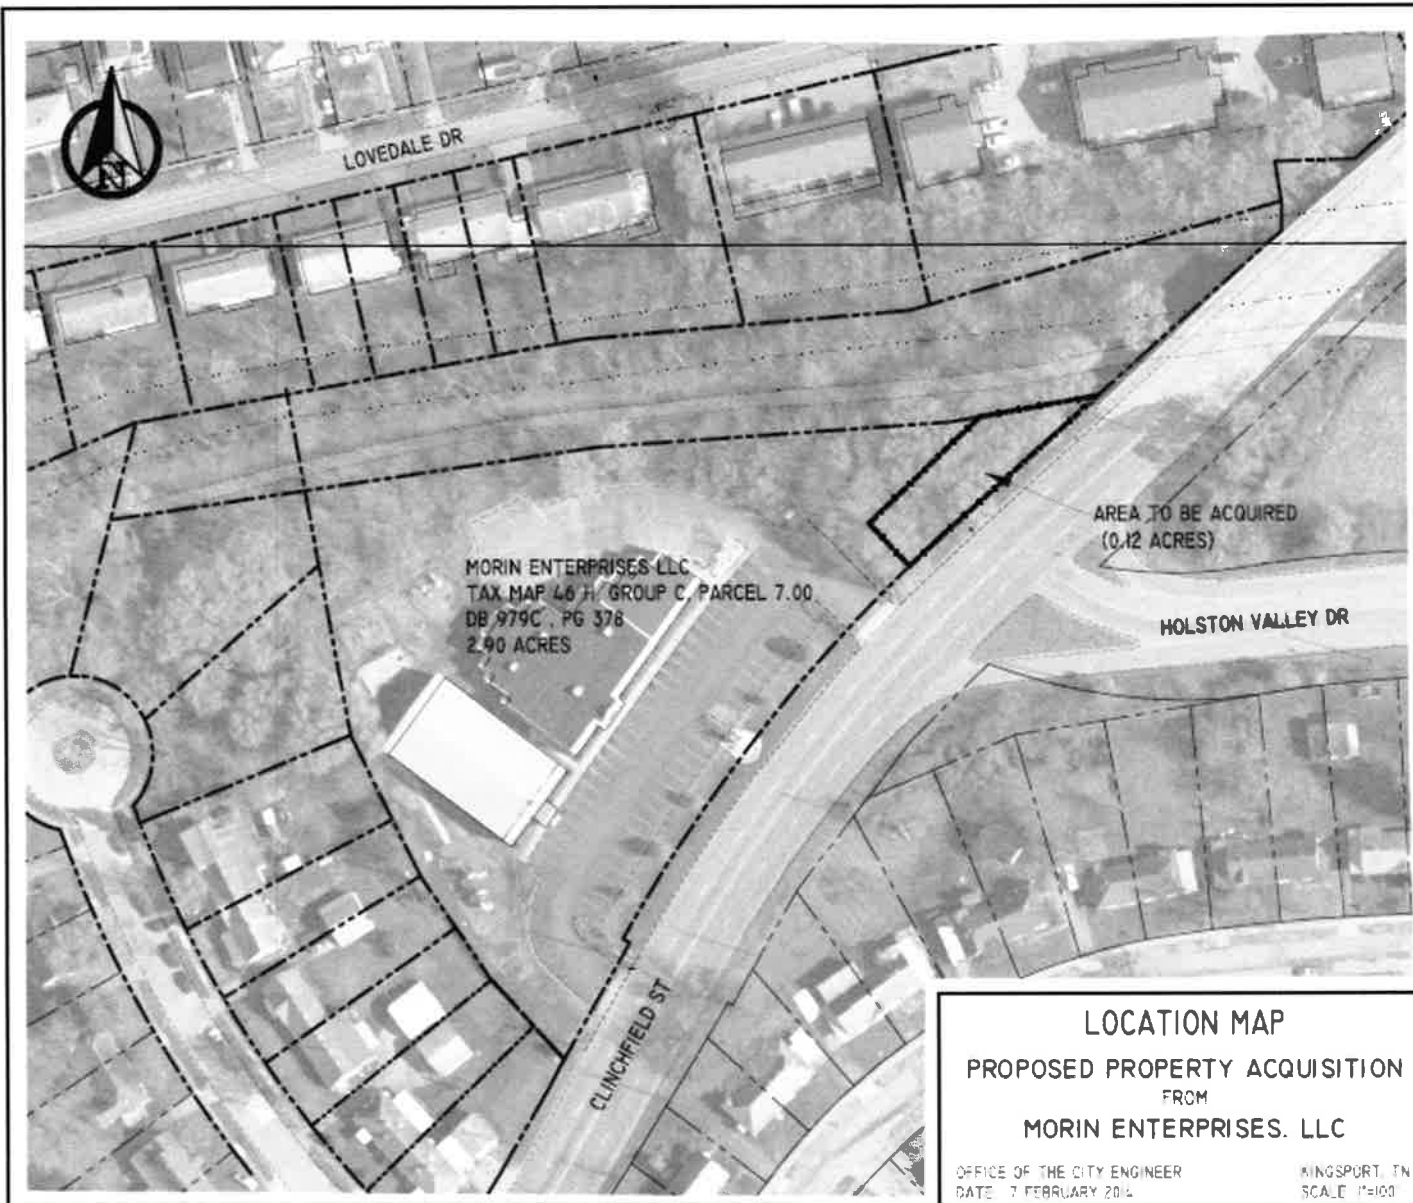 N
LOVEDALE DR
AREA TO BE ACQUIRED
(0.12 ACRES)
MORIN ENTERPRISES LLC
TAX MAP 46 H, GROUP C, PARCEL 7.00
DB 979C , PG 378
2.90 ACRES
HOLSTON VALLEY DR
CLINCHFIELD ST
LOCATION MAP
PROPOSED PROPERTY ACQUISITION
FROM
MORIN ENTERPRISES, LLC
OFFICE OF THE CITY ENGINEER
KINGSPORT, TN
DATE 7 FEBRUARY
SCALE 1"=100'